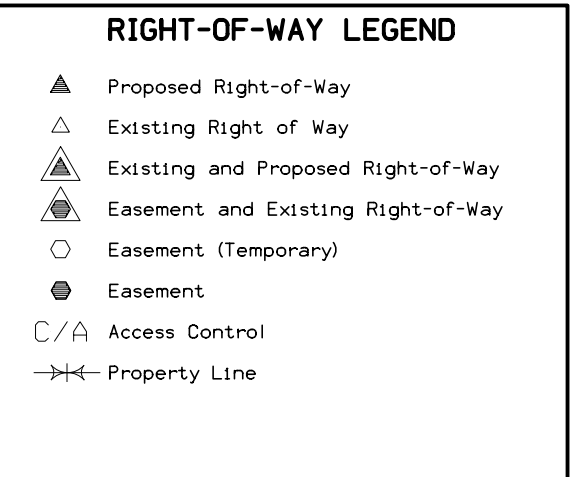 RIGHT-OF-WAY LEGEND
Proposed Right-of-Way
Existing Right of Way
Existing and Proposed Right-of-Way
Easement and Existing Right-of-Way
Easement (Temporary)
Easement
C/A Access Control
Property Line